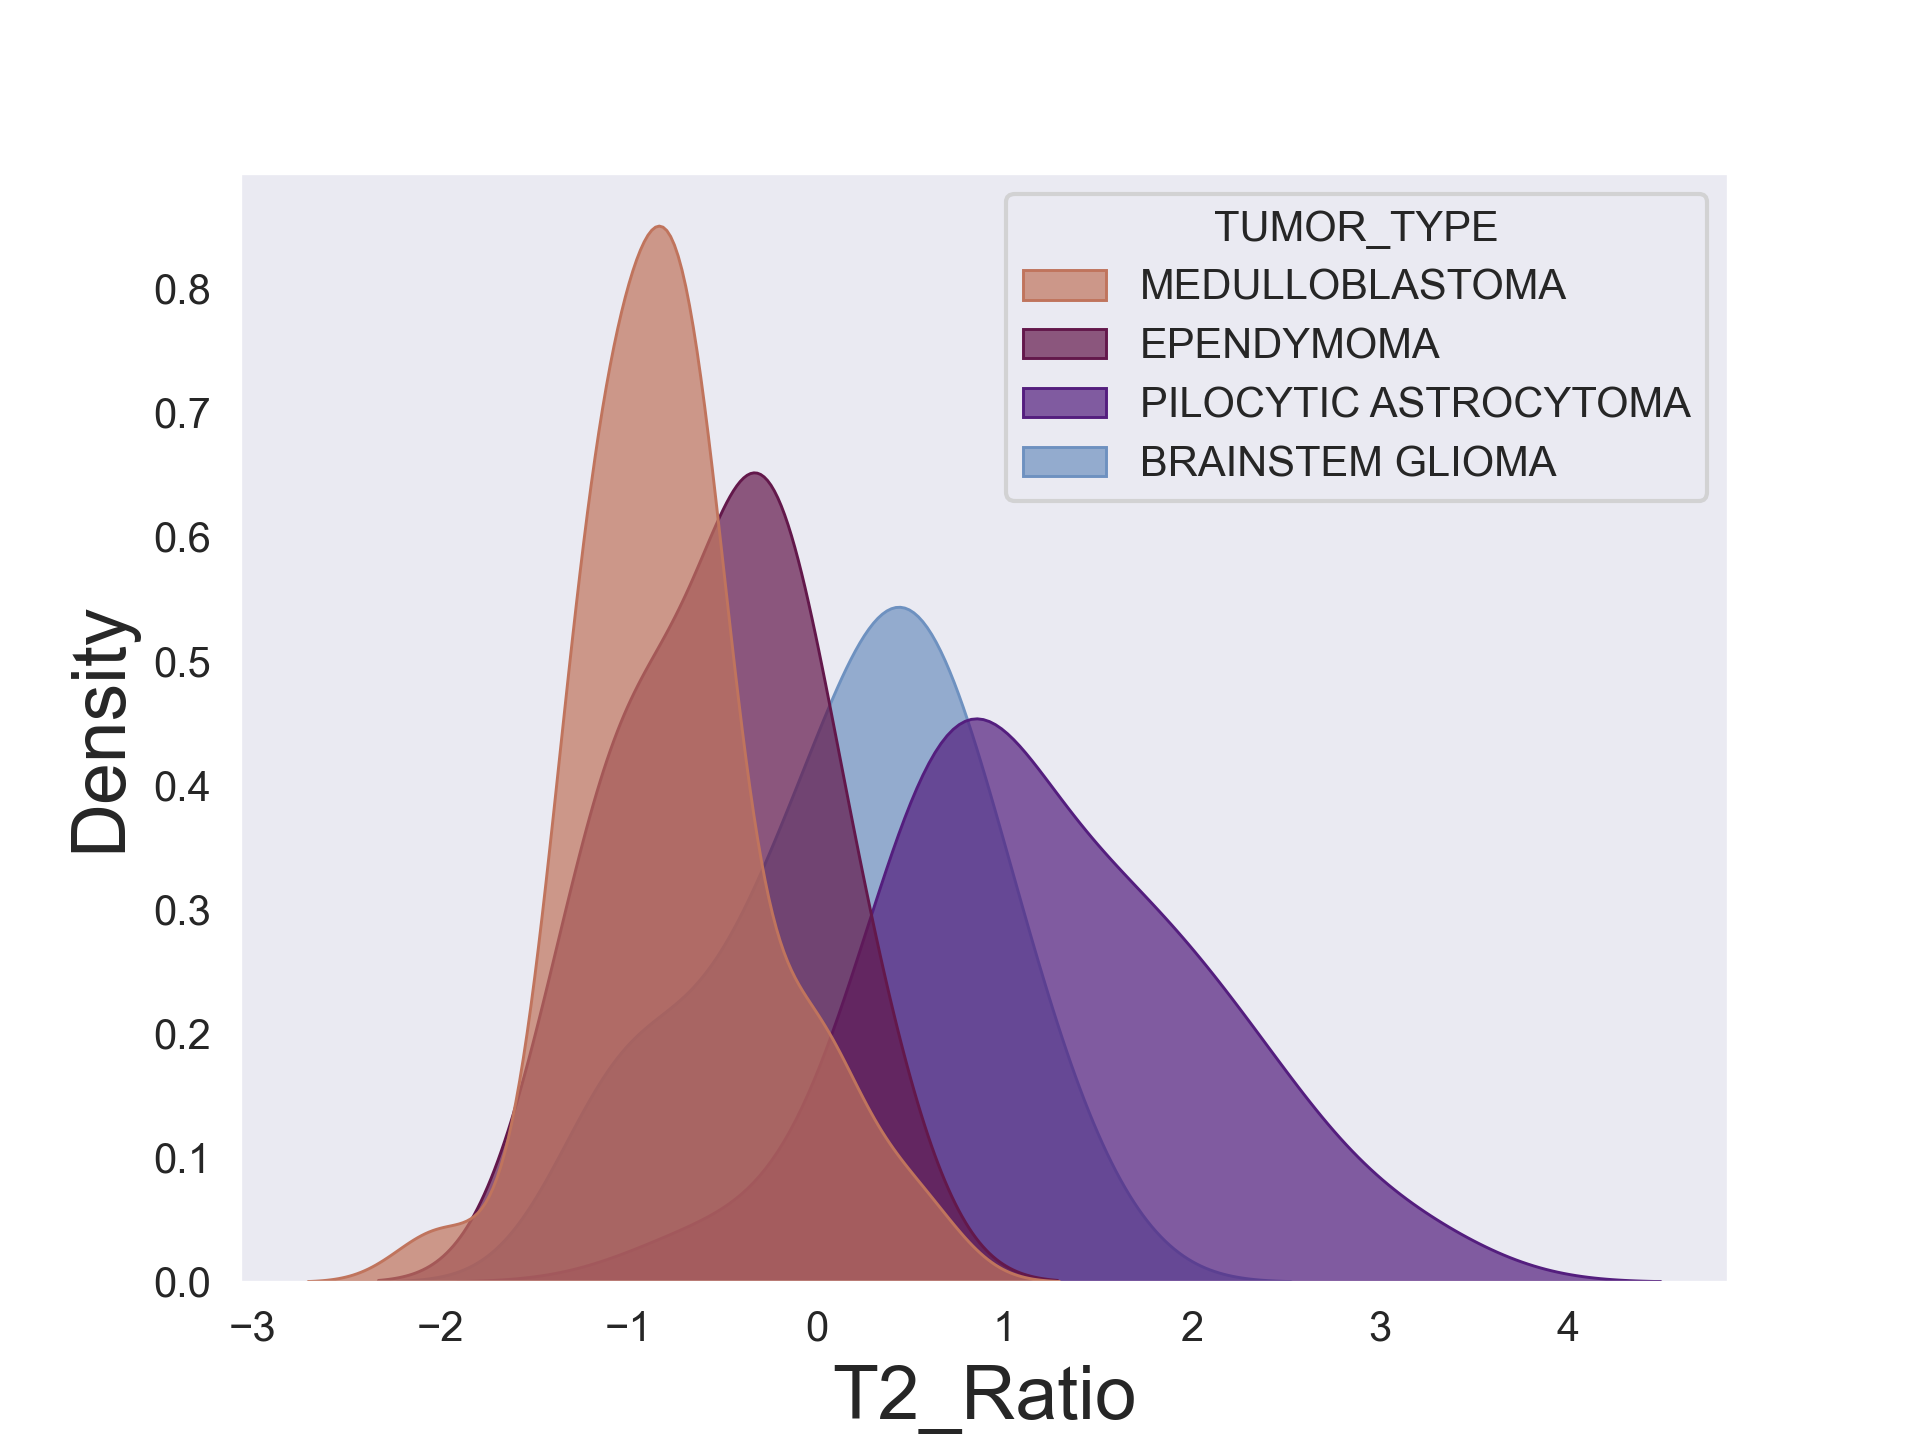 TUMOR_TYPE
MEDULLOBLASTOMA
EPENDYMOMA
PILOCYTIC ASTROCYTOMA
BRAINSTEM GLIOMA
Density
0.8
0.7
0.6
0.5
0.4
0.3
0.2
0.1
0.0
−3 −2 −1 0 1 2 3 4
T2_Ratio